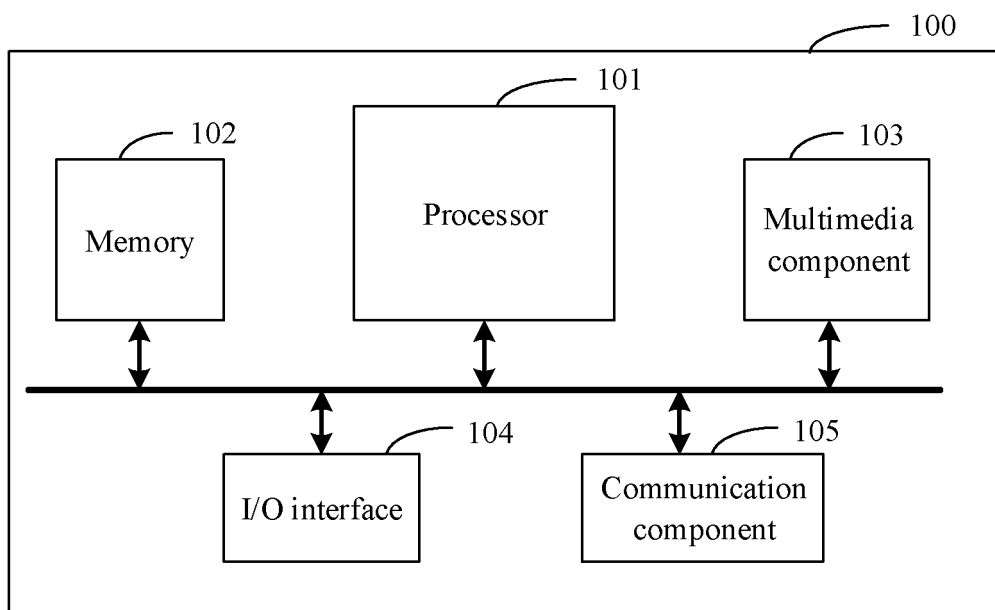 100
101
102
103
Processor
Memory
Multimedia
component
104
105
I/O interface
Communication
component